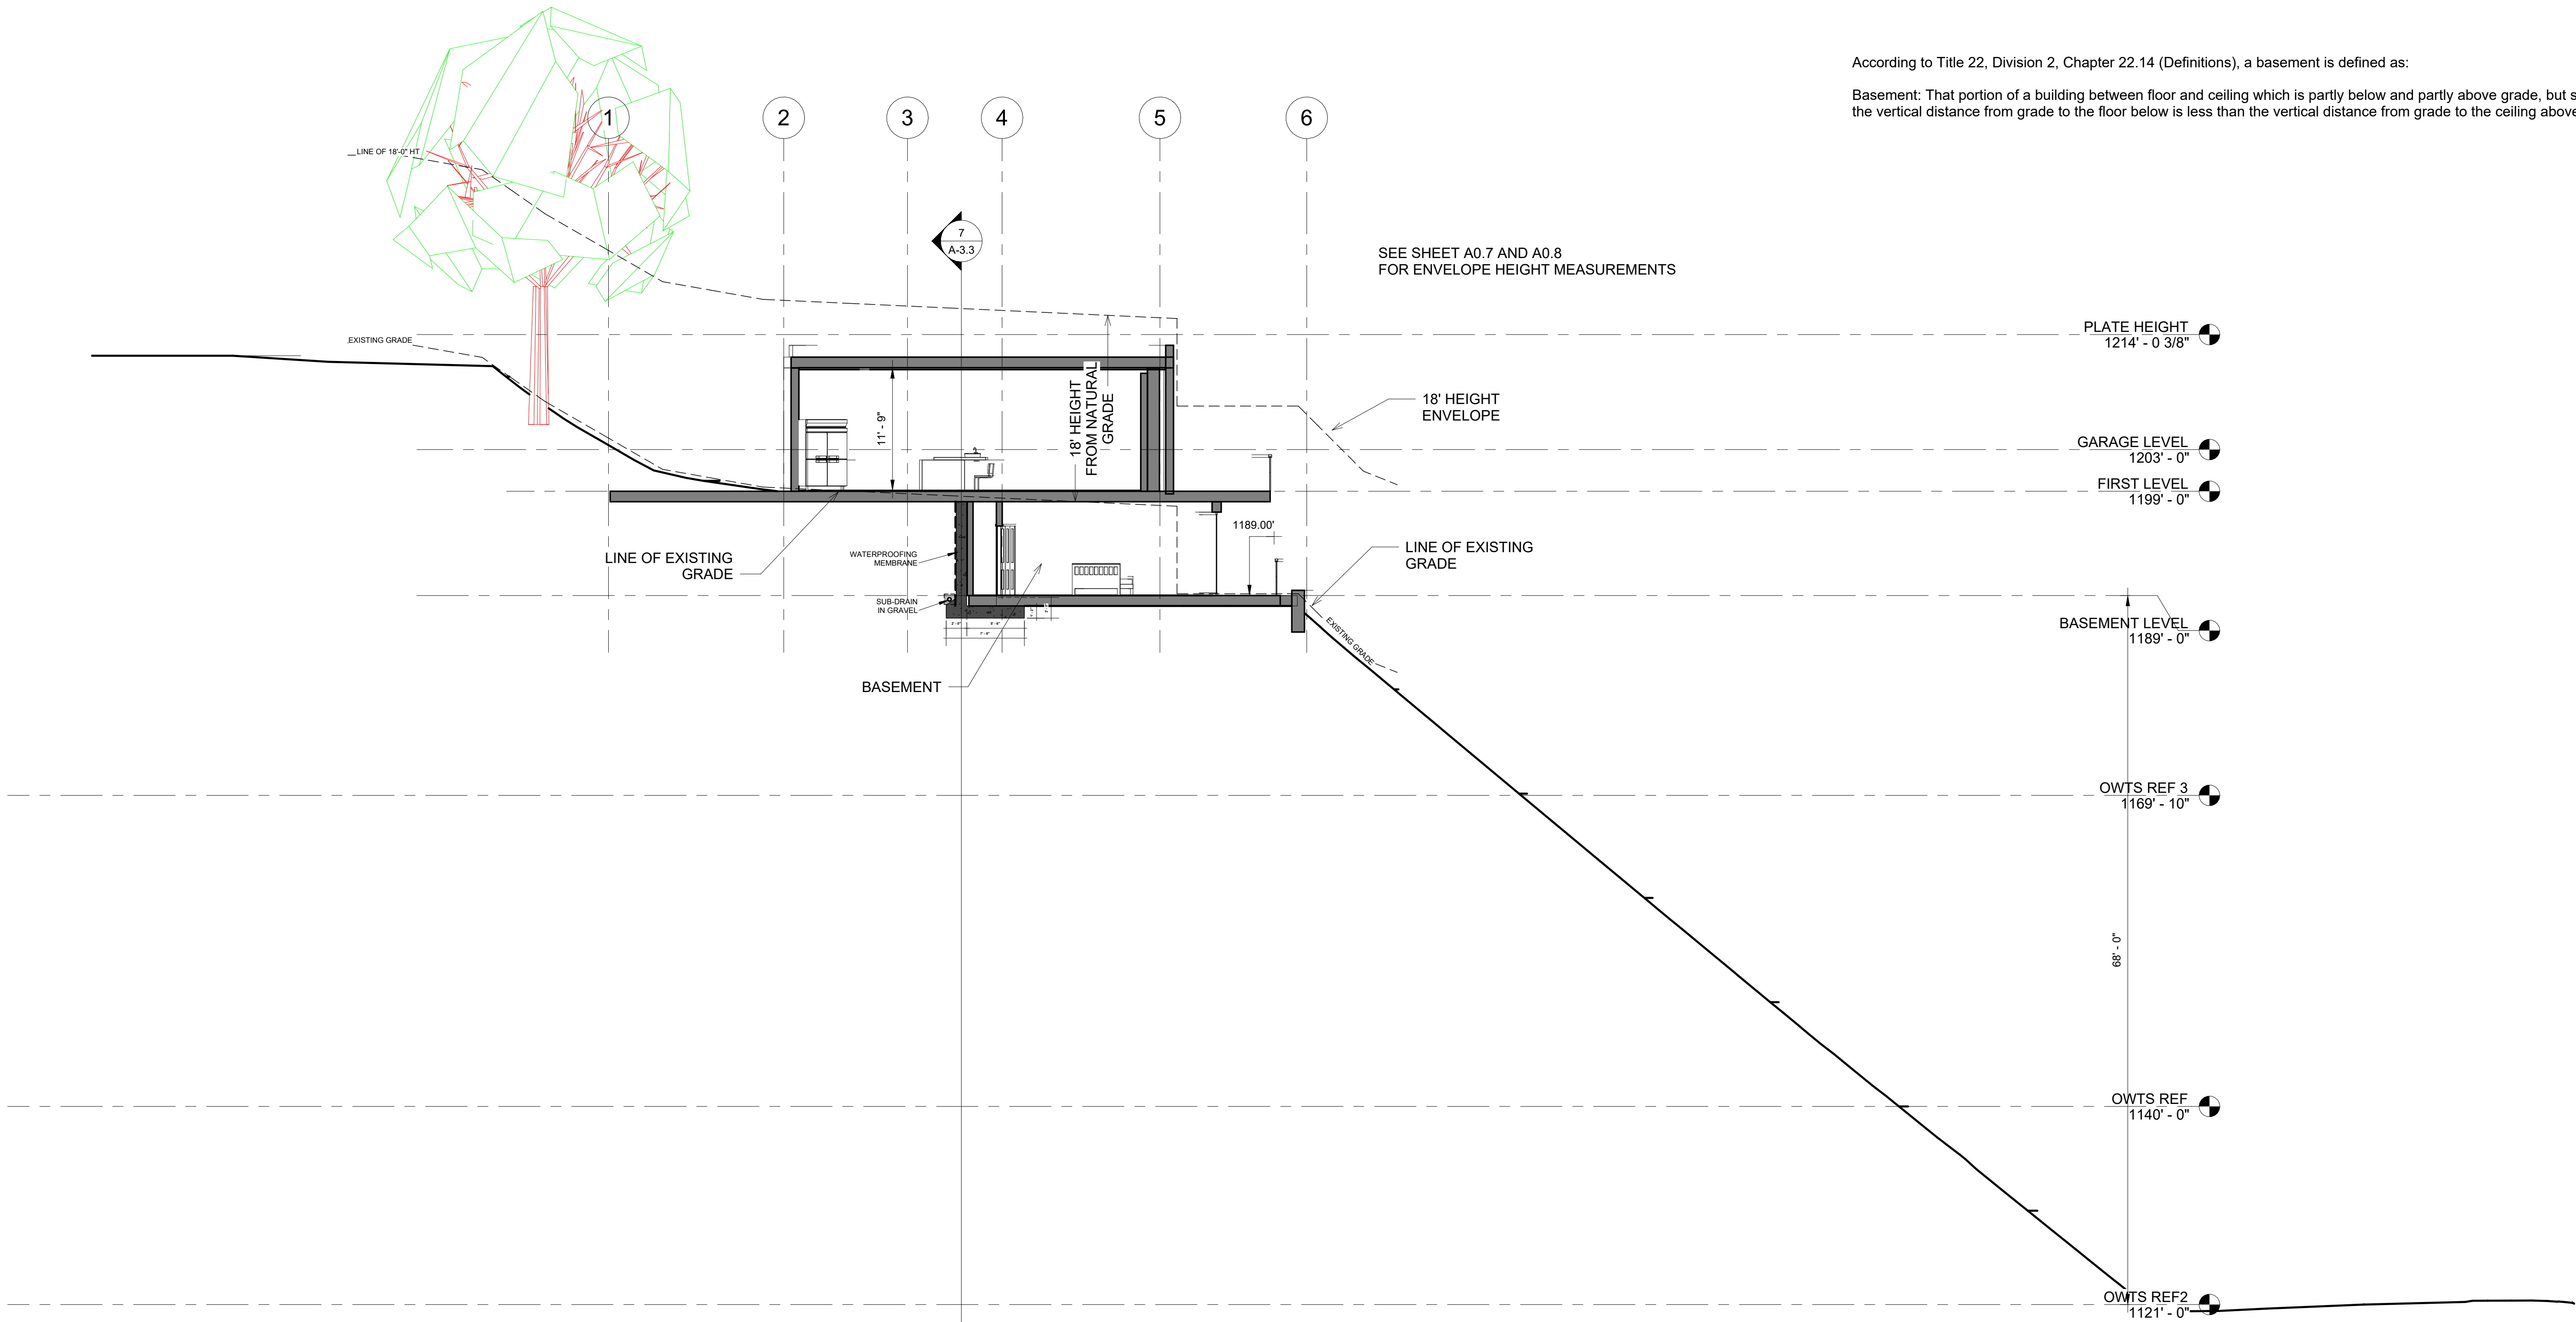 According to Title 22, Division 2, Chapter 22.14 (Definitions), a basement is defined as:
Basement: That portion of a building between floor and ceiling which is partly below and partly above grade, but s
the vertical distance from grade to the floor below is less than the vertical distance from grade to the ceiling above
1
2
3
4
5
6
LINE OF 18'-0" HT
7
A-3.3
SEE SHEET A0.7 AND A0.8
FOR ENVELOPE HEIGHT MEASUREMENTS
PLATE HEIGHT
1214' - 0 3/8"
EXISTING GRADE
18' HEIGHT
ENVELOPE
11' - 9"
18' HEIGHT
FROM NATURAL
GRADE
GARAGE LEVEL
1203' - 0"
FIRST LEVEL
1199' - 0"
1189.00'
LINE OF EXISTING
GRADE
WATERPROOFING
MEMBRANE
LINE OF EXISTING
GRADE
SUB-DRAIN
IN GRAVEL
7' - 6"
EXISTING GRADE
BASEMENT LEVEL
1189' - 0"
BASEMENT
OWTS REF 3
1169' - 10"
68' - 0"
OWTS REF
1140' - 0"
OWTS REF2
1121' - 0"